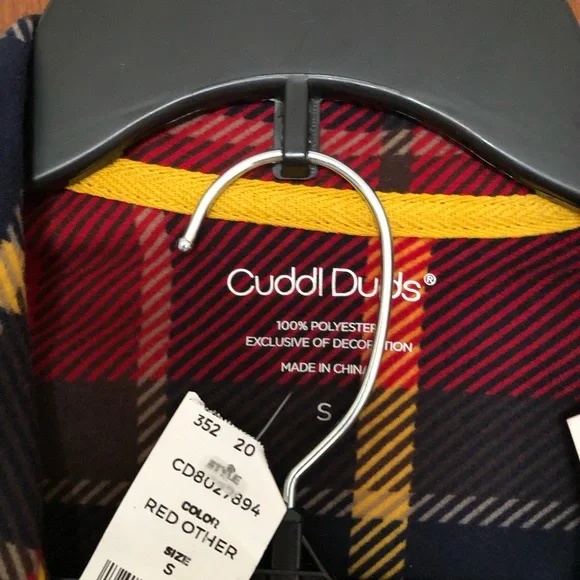 Cuddl Duds®
100% POLYESTER
EXCLUSIVE OF DECORATION
MADE IN CHINA
S
352 20
STYLE
CD8027894
COLOR
RED OTHER
SIZE
S